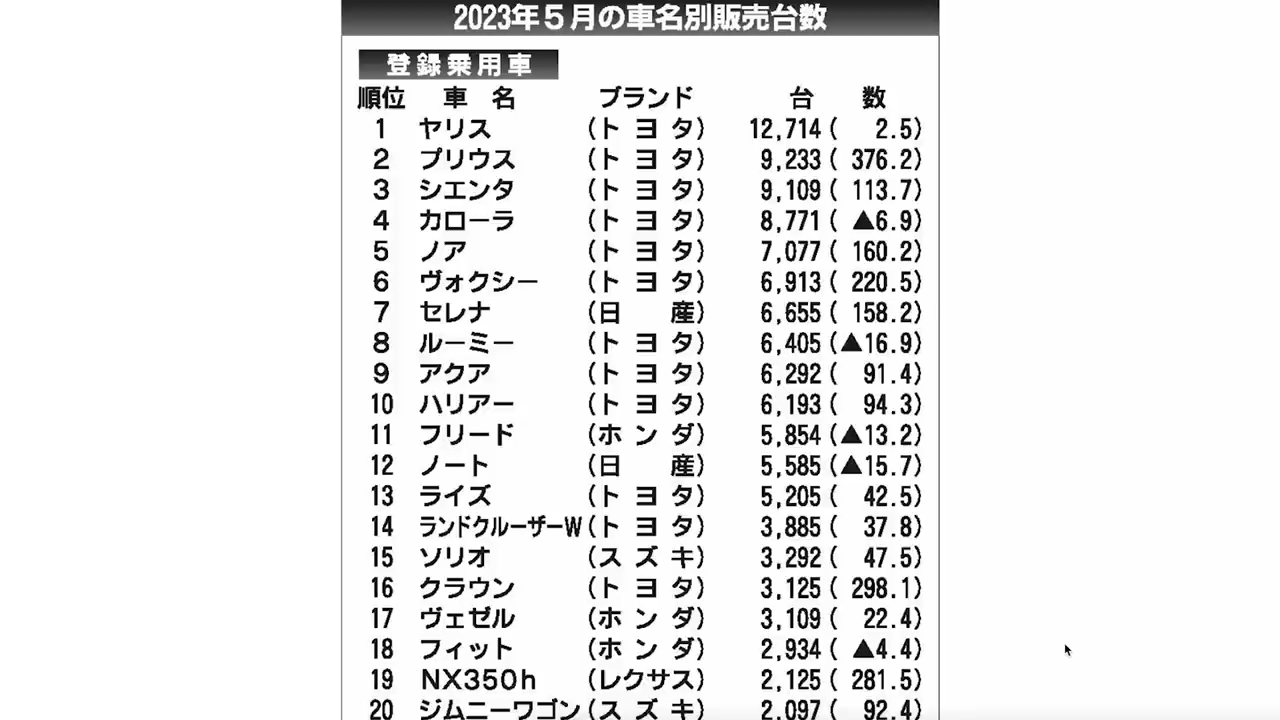 2023年5月の車名別販売台数
登録乗用車
順位 車名 ブランド 台数
1 ヤリス (トヨタ) 12,714( 2.5)
2 プリウス (トヨタ) 9,233( 376.2)
3 シエンタ (トヨタ) 9,109( 113.7)
4 カローラ (トヨタ) 8,771( ▲6.9)
5 ノア (トヨタ) 7,077( 160.2)
6 ヴォクシー (トヨタ) 6,913( 220.5)
7 セレナ (日産) 6,655( 158.2)
8 ルーミー (トヨタ) 6,405(▲16.9)
9 アクア (トヨタ) 6,292( 91.4)
10 ハリアー (トヨタ) 6,193( 94.3)
11 フリード (ホンダ) 5,854(▲13.2)
12 ノート (日産) 5,585(▲15.7)
13 ライズ (トヨタ) 5,205( 42.5)
14 ランドクルーザーW(トヨタ) 3,885( 37.8)
15 ソリオ (スズキ) 3,292( 47.5)
16 クラウン (トヨタ) 3,125( 298.1)
17 ヴェゼル (ホンダ) 3,109( 22.4)
18 フィット (ホンダ) 2,934( ▲4.4)
19 NX350h (レクサス) 2,125( 281.5)
20 ジムニーワゴン(スズキ) 2,097( 92.4)